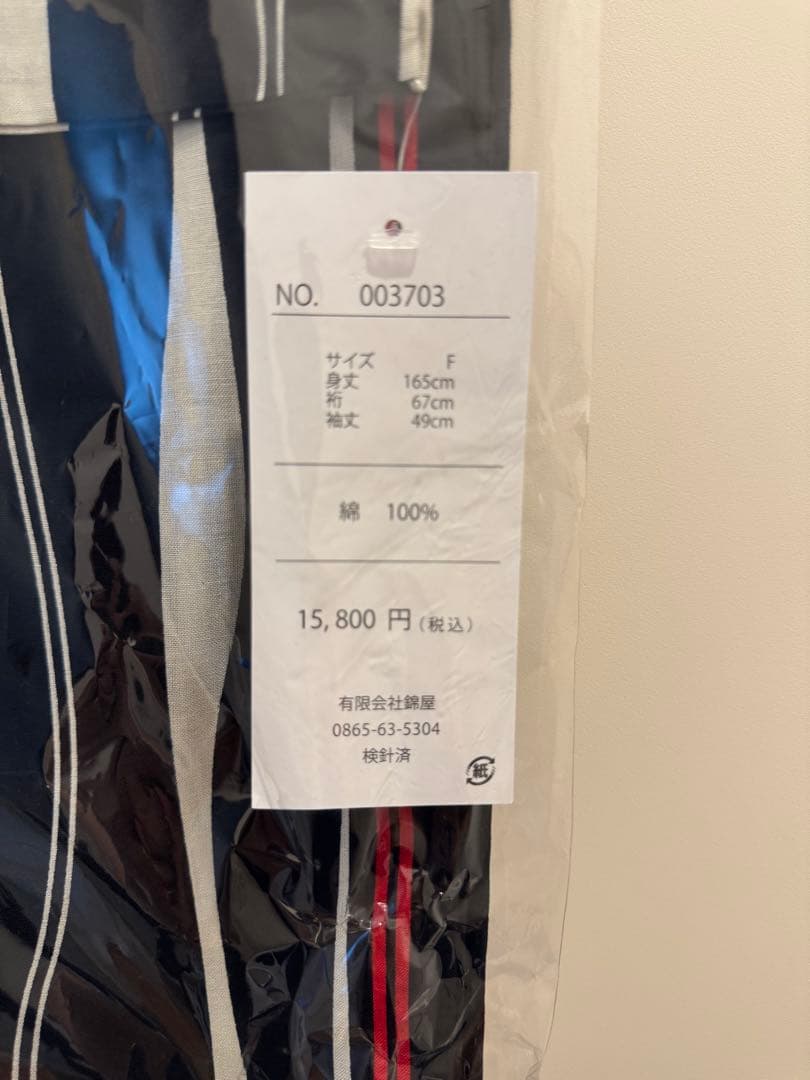 NO. 003703
サイズ F
身丈 165cm
裄 67cm
袖丈 49cm
綿 100%
15,800 円(税込)
有限会社錦屋
0865-63-5304
検針済
紙